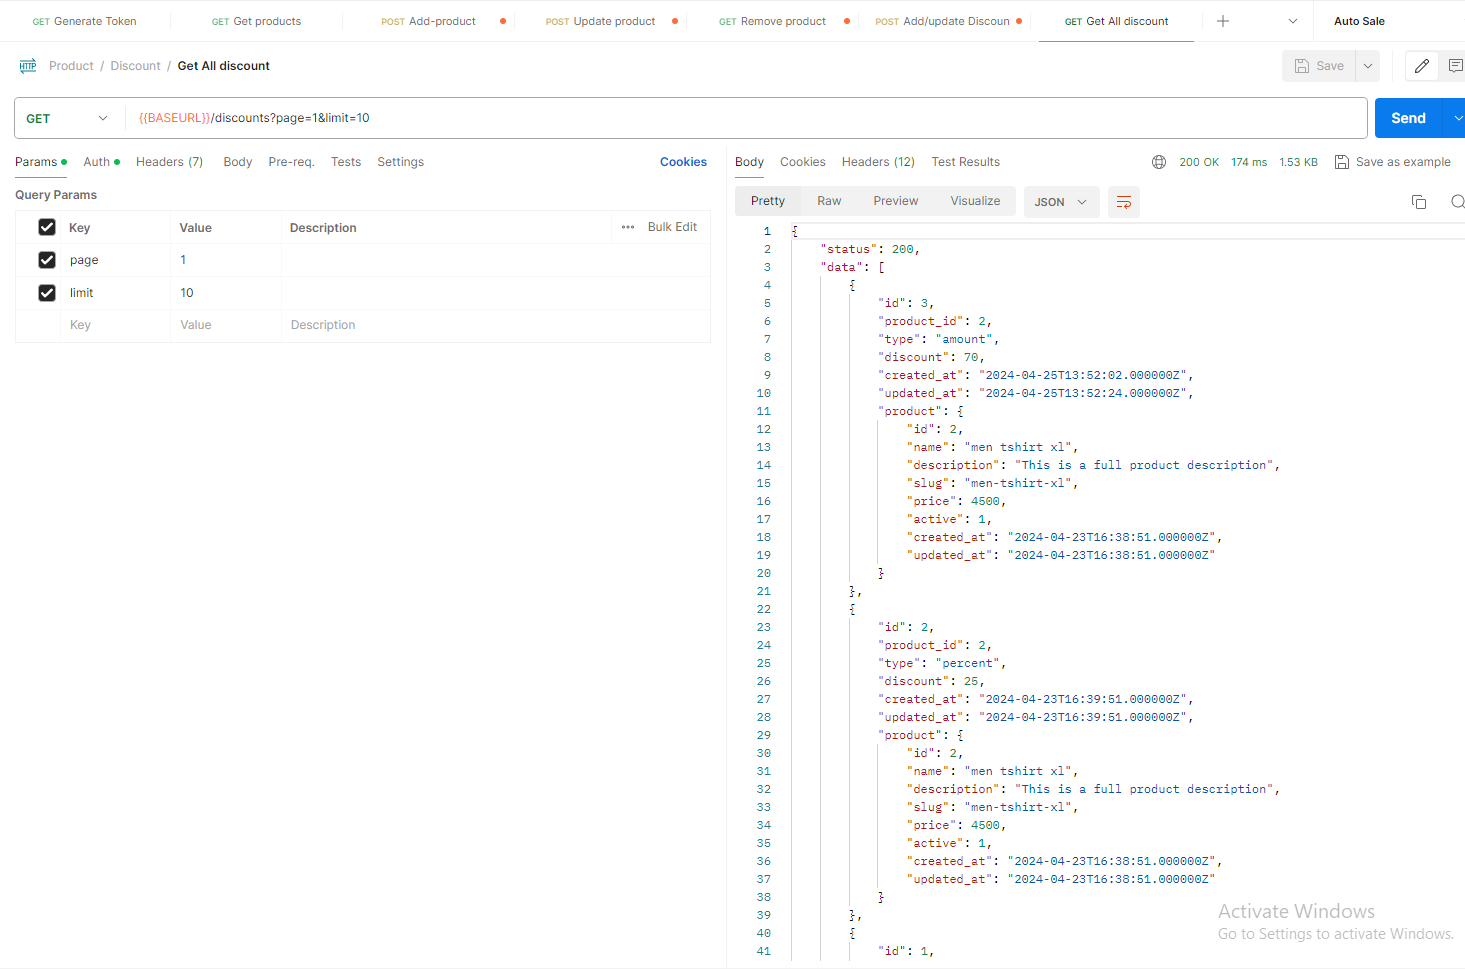 GET Generate Token GET Get products POST Add-product POST Update product GET Remove product POST Add/update Discoun GET Get All discount Auto Sale
HTTP Product / Discount / Get All discount Save
GET {{BASEURL}}/discounts?page=1&limit=10 Send
Params Auth Headers (7) Body Pre-req. Tests Settings Cookies
Query Params
Key Value Description Bulk Edit
page 1
limit 10
Key Value Description
Body Cookies Headers (12) Test Results 200 OK 174 ms 1.53 KB Save as example
Pretty Raw Preview Visualize JSON
1 {
2 "status": 200,
3 "data": [
4 {
5 "id": 3,
6 "product_id": 2,
7 "type": "amount",
8 "discount": 70,
9 "created_at": "2024-04-25T13:52:02.000000Z",
10 "updated_at": "2024-04-25T13:52:24.000000Z",
11 "product": {
12 "id": 2,
13 "name": "men tshirt xl",
14 "description": "This is a full product description",
15 "slug": "men-tshirt-xl",
16 "price": 4500,
17 "active": 1,
18 "created_at": "2024-04-23T16:38:51.000000Z",
19 "updated_at": "2024-04-23T16:38:51.000000Z"
20 }
21 },
22 {
23 "id": 2,
24 "product_id": 2,
25 "type": "percent",
26 "discount": 25,
27 "created_at": "2024-04-23T16:39:51.000000Z",
28 "updated_at": "2024-04-23T16:39:51.000000Z",
29 "product": {
30 "id": 2,
31 "name": "men tshirt xl",
32 "description": "This is a full product description",
33 "slug": "men-tshirt-xl",
34 "price": 4500,
35 "active": 1,
36 "created_at": "2024-04-23T16:38:51.000000Z",
37 "updated_at": "2024-04-23T16:38:51.000000Z"
38 }
39 },
40 {
41 "id": 1,
Activate Windows
Go to Settings to activate Windows.